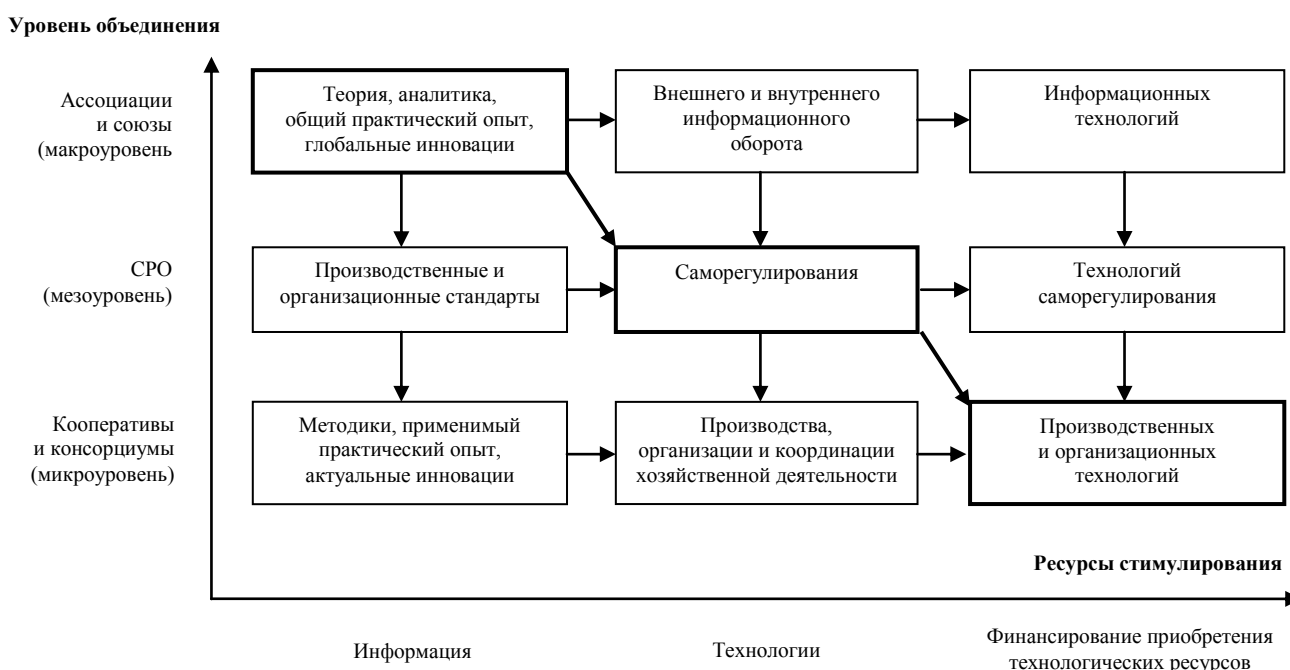 Уровень объединения
Ассоциации
и союзы
(макроуровень
Теория, аналитика,
общий практический опыт,
глобальные инновации
Внешнего и внутреннего
информационного
оборота
Информационных
технологий
СРО
(мезоуровень)
Производственные и
организационные стандарты
Саморегулирования
Технологий
саморегулирования
Кооперативы
и консорциумы
(микроуровень)
Методики, применимый
практический опыт,
актуальные инновации
Производства,
организации и координации
хозяйственной деятельности
Производственных
и организационных
технологий
Ресурсы стимулирования
Информация
Технологии
Финансирование приобретения
технологических ресурсов